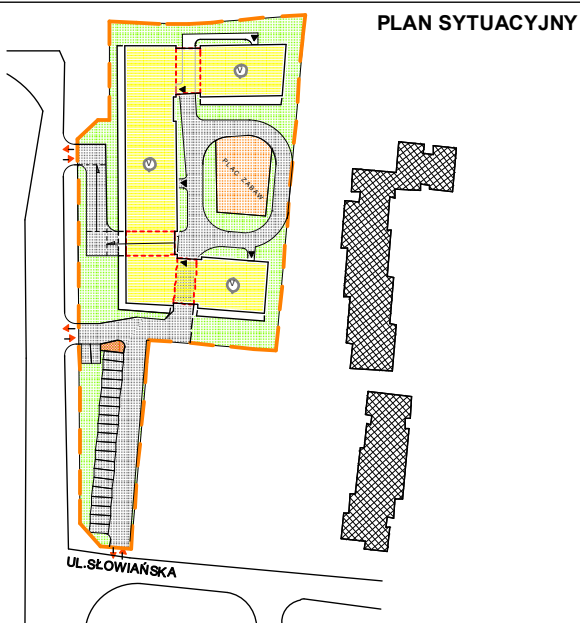 PLAN SYTUACYJNY
V
V
PLAC ZABAW
V
UL.SŁOWIAŃSKA